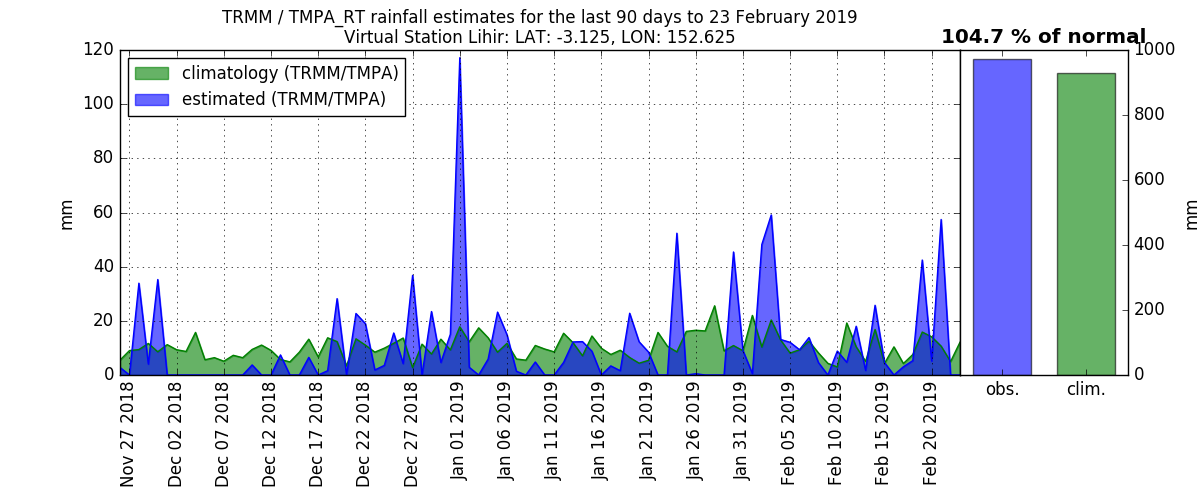 TRMM / TMPA_RT rainfall estimates for the last 90 days to 23 February 2019
Virtual Station Lihir: LAT: -3.125, LON: 152.625
104.7 % of normal
climatology (TRMM/TMPA)
estimated (TRMM/TMPA)
mm
120
100
80
60
40
20
0
Nov 27 2018
Dec 02 2018
Dec 07 2018
Dec 12 2018
Dec 17 2018
Dec 22 2018
Dec 27 2018
Jan 01 2019
Jan 06 2019
Jan 11 2019
Jan 16 2019
Jan 21 2019
Jan 26 2019
Jan 31 2019
Feb 05 2019
Feb 10 2019
Feb 15 2019
Feb 20 2019
obs.
clim.
1000
800
600
400
200
0
mm